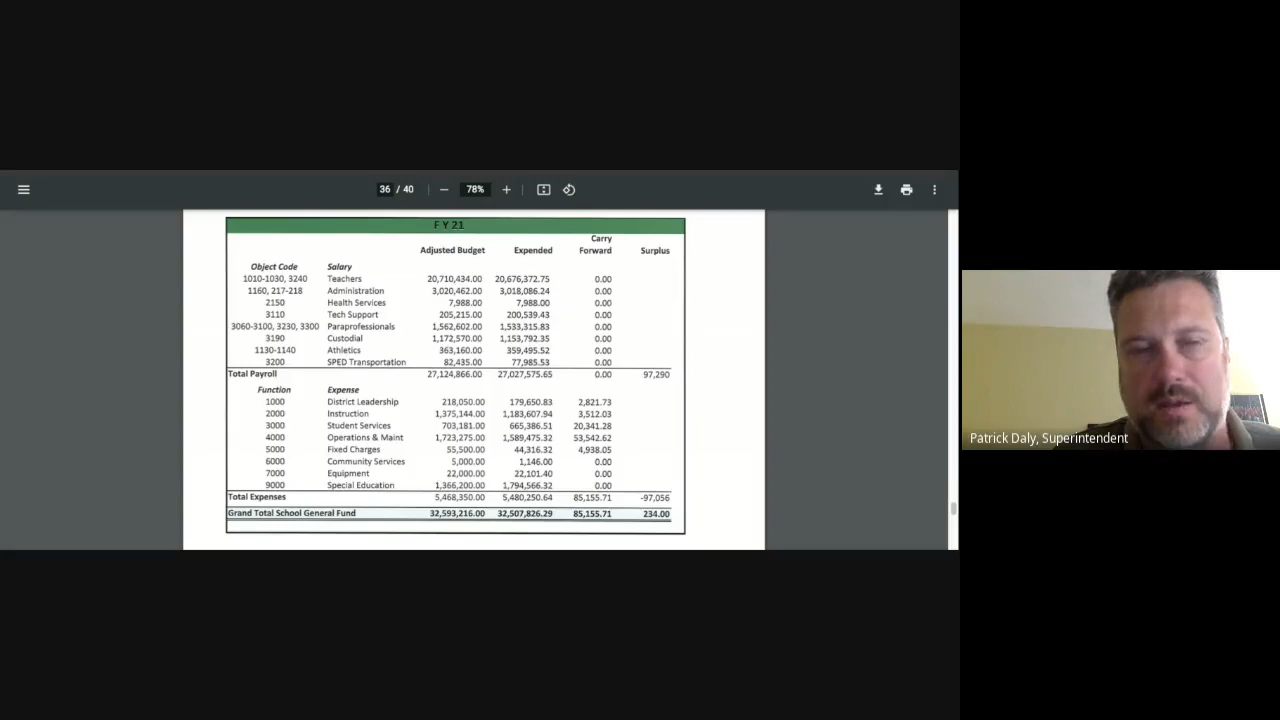 36 / 40
78%
FY 21
Carry
Adjusted Budget Expended Forward Surplus
Object Code Salary
1010-1030, 3240 Teachers 20,710,434.00 20,676,372.75 0.00
1160, 217-218 Administration 3,020,462.00 3,018,086.24 0.00
2150 Health Services 7,988.00 7,988.00 0.00
3110 Tech Support 205,215.00 200,539.43 0.00
3060-3100, 3230, 3300 Paraprofessionals 1,562,602.00 1,533,315.83 0.00
3190 Custodial 1,172,570.00 1,153,792.35 0.00
1130-1140 Athletics 363,160.00 359,495.52 0.00
3200 SPED Transportation 82,435.00 77,985.53 0.00
Total Payroll 27,124,866.00 27,027,575.65 0.00 97,290
Function Expense
1000 District Leadership 218,050.00 179,650.83 2,821.73
2000 Instruction 1,375,144.00 1,183,607.94 3,512.03
3000 Student Services 703,181.00 665,386.51 20,341.28
4000 Operations & Maint 1,723,275.00 1,589,475.32 53,542.62
5000 Fixed Charges 55,500.00 44,316.32 4,938.05
6000 Community Services 5,000.00 1,146.00 0.00
7000 Equipment 22,000.00 22,101.40 0.00
9000 Special Education 1,366,200.00 1,794,566.32 0.00
Total Expenses 5,468,350.00 5,480,250.64 85,155.71 -97,056
Grand Total School General Fund 32,593,216.00 32,507,826.29 85,155.71 234.00
Patrick Daly, Superintendent